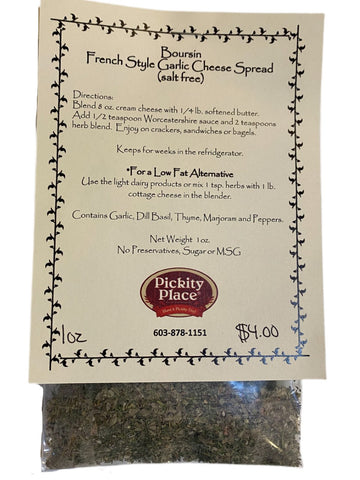 Boursin
French Style Garlic Cheese Spread
(salt free)
Directions:
Blend 8 oz. cream cheese with 1/4 lb. softened butter.
Add 1/2 teaspoon Worcestershire sauce and 2 teaspoons
herb blend. Enjoy on crackers, sandwiches or bagels.
Keeps for weeks in the refridgerator.
*For a Low Fat Alternative
Use the light dairy products or mix 1 tsp. herbs with 1 lb.
cottage cheese in the blender.
Contains Garlic, Dill Basil, Thyme, Marjoram and Peppers.
Net Weight 1oz.
No Preservatives, Sugar or MSG
Pickity
Place®
603-878-1151
1oz
$4.00